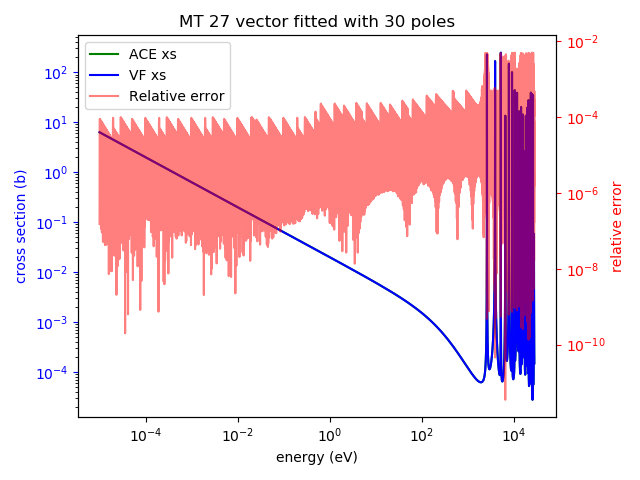 MT 27 vector fitted with 30 poles
ACE xs
VF xs
Relative error
cross section (b)
10^2
10^1
10^0
10^-1
10^-2
10^-3
10^-4
10^-2
10^-4
10^-6
10^-8
10^-10
relative error
10^-4 10^-2 10^0 10^2 10^4
energy (eV)